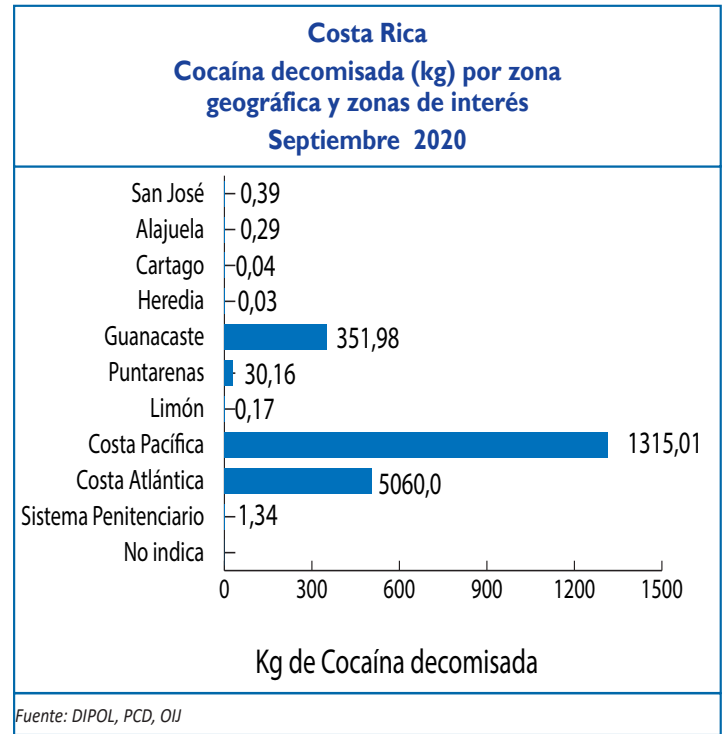 Costa Rica
Cocaína decomisada (kg) por zona
geográfica y zonas de interés
Septiembre 2020
San José 0,39
Alajuela 0,29
Cartago 0,04
Heredia 0,03
Guanacaste 351,98
Puntarenas 30,16
Limón 0,17
Costa Pacífica 1315,01
Costa Atlántica 5060,0
Sistema Penitenciario 1,34
No indica
0 300 600 900 1200 1500
Kg de Cocaína decomisada
Fuente: DIPOL, PCD, OIJ